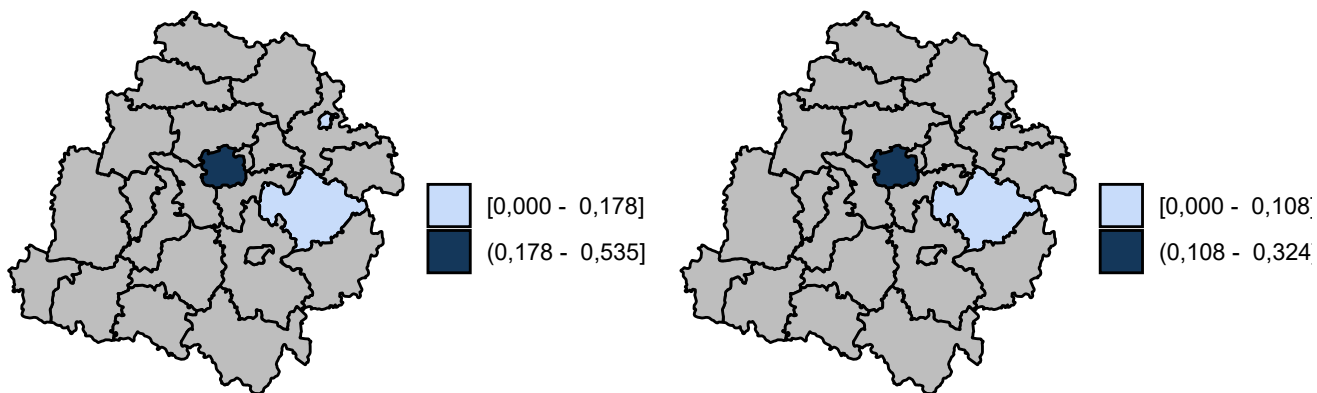 [0,000 - 0,178]
(0,178 - 0,535]
[0,000 - 0,108]
(0,108 - 0,324]